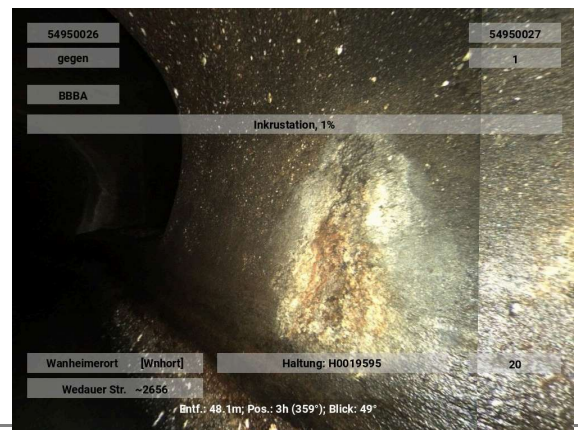 54950026 54950027
gegen 1
BBBA
Inkrustation, 1%
Wanheimerort [Wnhort] Haltung: H0019595 20
Wedauer Str. ~2656
Entf.: 48.1m; Pos.: 3h (359°); Blick: 49°